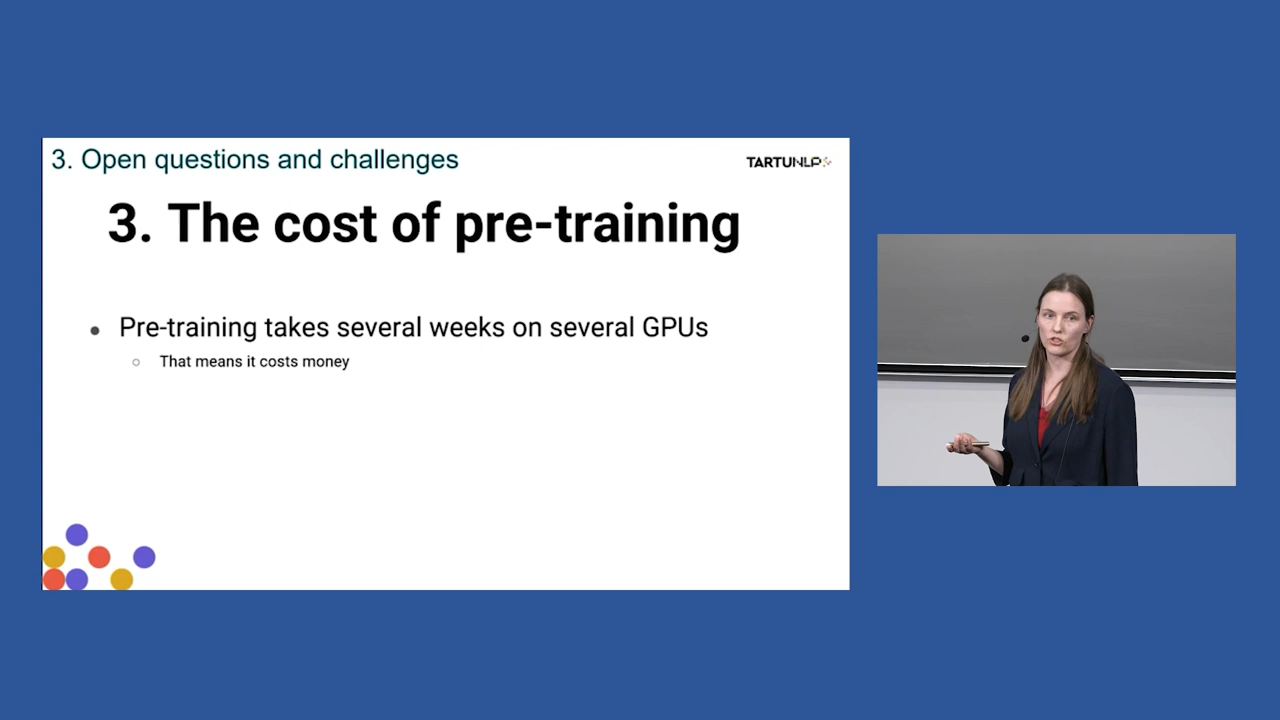 3. Open questions and challenges
TARTUNLP
3. The cost of pre-training
Pre-training takes several weeks on several GPUs
That means it costs money